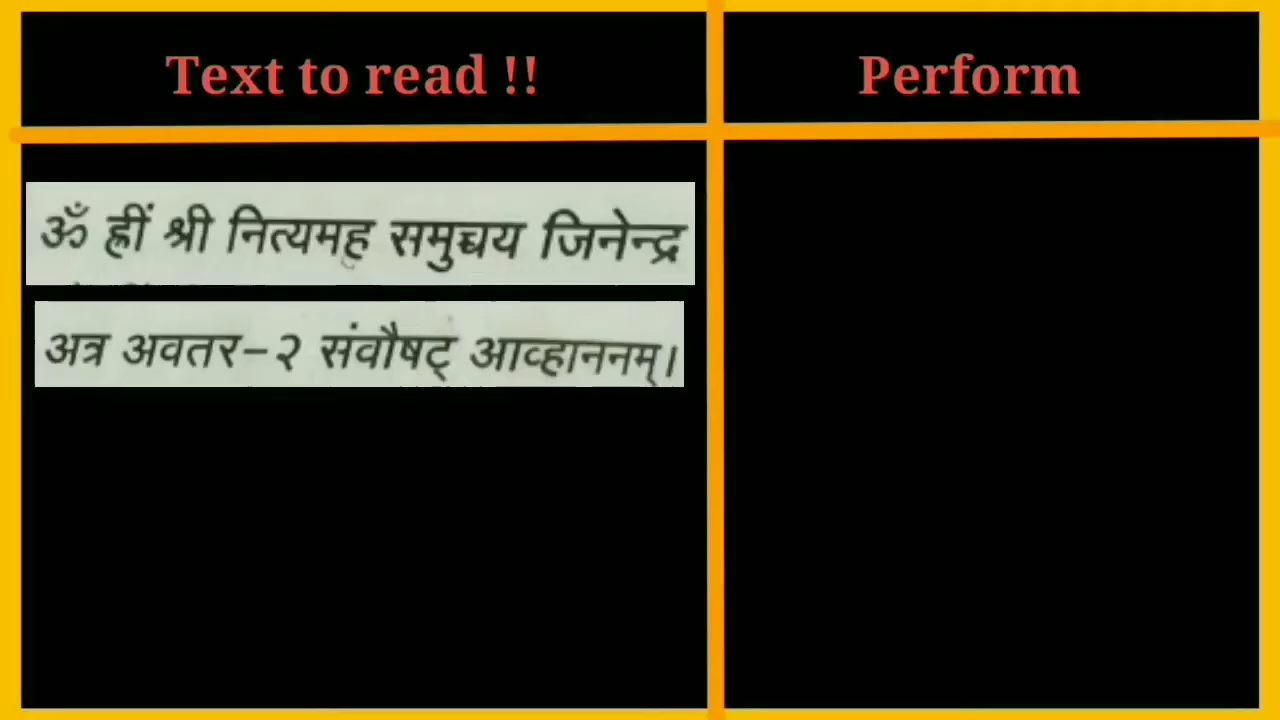 Text to read !!
Perform
ॐ ह्रीं श्री नित्यमह समुच्चय जिनेन्द्र
अत्र अवतर-२ संवौषट् आव्हाननम्।